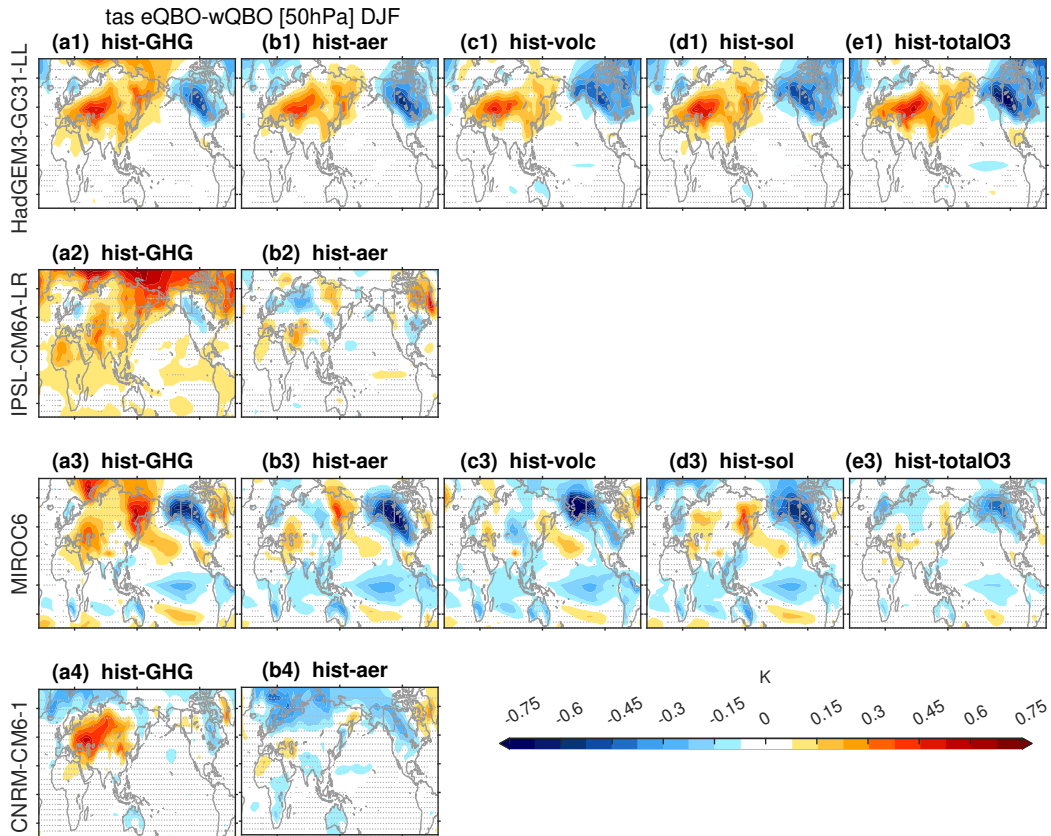 tas eQBO-wQBO [50hPa] DJF
(a1) hist-GHG
(b1) hist-aer
(c1) hist-volc
(d1) hist-sol
(e1) hist-totalO3
HadGEM3-GC31-LL
(a2) hist-GHG
(b2) hist-aer
IPSL-CM6A-LR
(a3) hist-GHG
(b3) hist-aer
(c3) hist-volc
(d3) hist-sol
(e3) hist-totalO3
MIROC6
(a4) hist-GHG
(b4) hist-aer
CNRM-CM6-1
K
-0.75 -0.6 -0.45 -0.3 -0.15 0 0.15 0.3 0.45 0.6 0.75